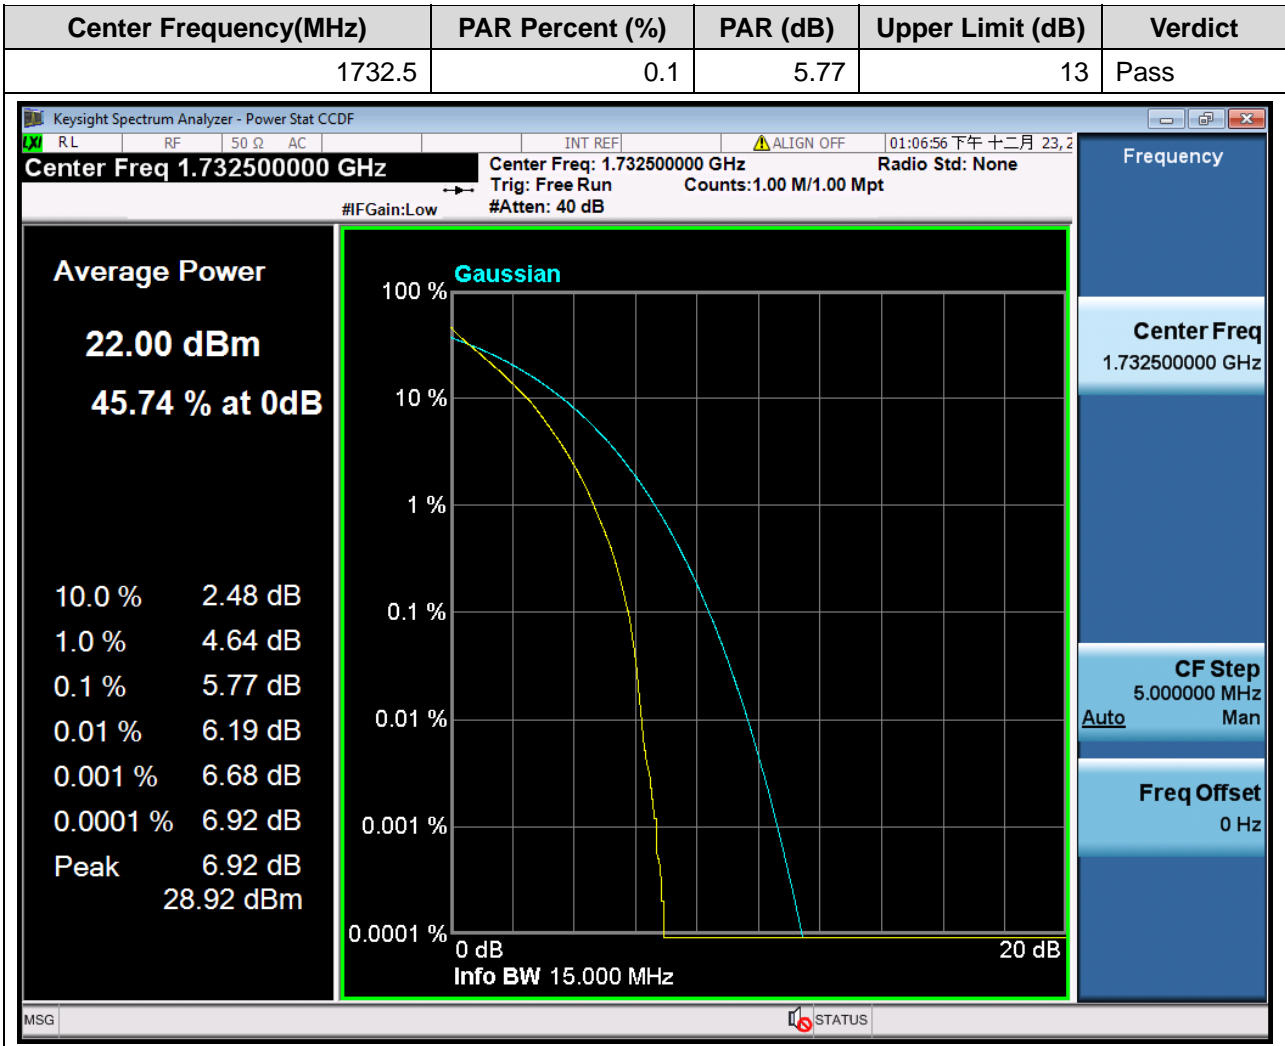 Center Frequency(MHz) PAR Percent (%) PAR (dB) Upper Limit (dB) Verdict
1732.5 0.1 5.77 13 Pass
Keysight Spectrum Analyzer - Power Stat CCDF
LXI RL RF 50 Ω AC INT REF ALIGN OFF 01:06:56 下午 十二月 23, 2
Center Freq 1.732500000 GHz
Center Freq: 1.732500000 GHz Radio Std: None
Trig: Free Run Counts:1.00 M/1.00 Mpt
#IFGain:Low #Atten: 40 dB
Average Power
22.00 dBm
45.74 % at 0dB
10.0 % 2.48 dB
1.0 % 4.64 dB
0.1 % 5.77 dB
0.01 % 6.19 dB
0.001 % 6.68 dB
0.0001 % 6.92 dB
Peak 6.92 dB
28.92 dBm
Gaussian
100 %
10 %
1 %
0.1 %
0.01 %
0.001 %
0.0001 %
0 dB 20 dB
Info BW 15.000 MHz
Frequency
Center Freq
1.732500000 GHz
CF Step
5.000000 MHz
Auto Man
Freq Offset
0 Hz
MSG STATUS